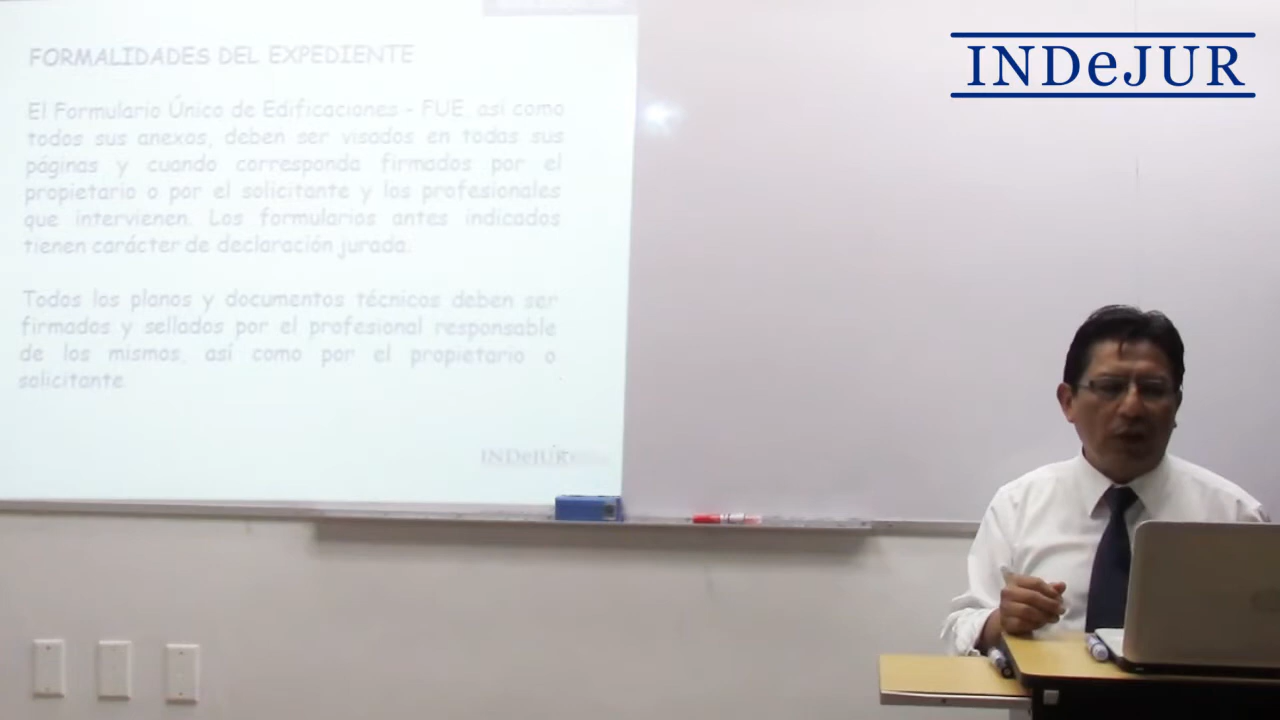 INDeJUR
FORMALIDADES DEL EXPEDIENTE
El Formulario Único de Edificaciones - FUE, así como
todos sus anexos, deben ser visados en todas sus
páginas y cuando corresponda firmados por el
propietario o por el solicitante y los profesionales
que intervienen. Los formularios antes indicados
tienen carácter de declaración jurada.
Todos los planos y documentos técnicos deben ser
firmados y sellados por el profesional responsable
de los mismos, así como por el propietario o
solicitante.
INDeJUR